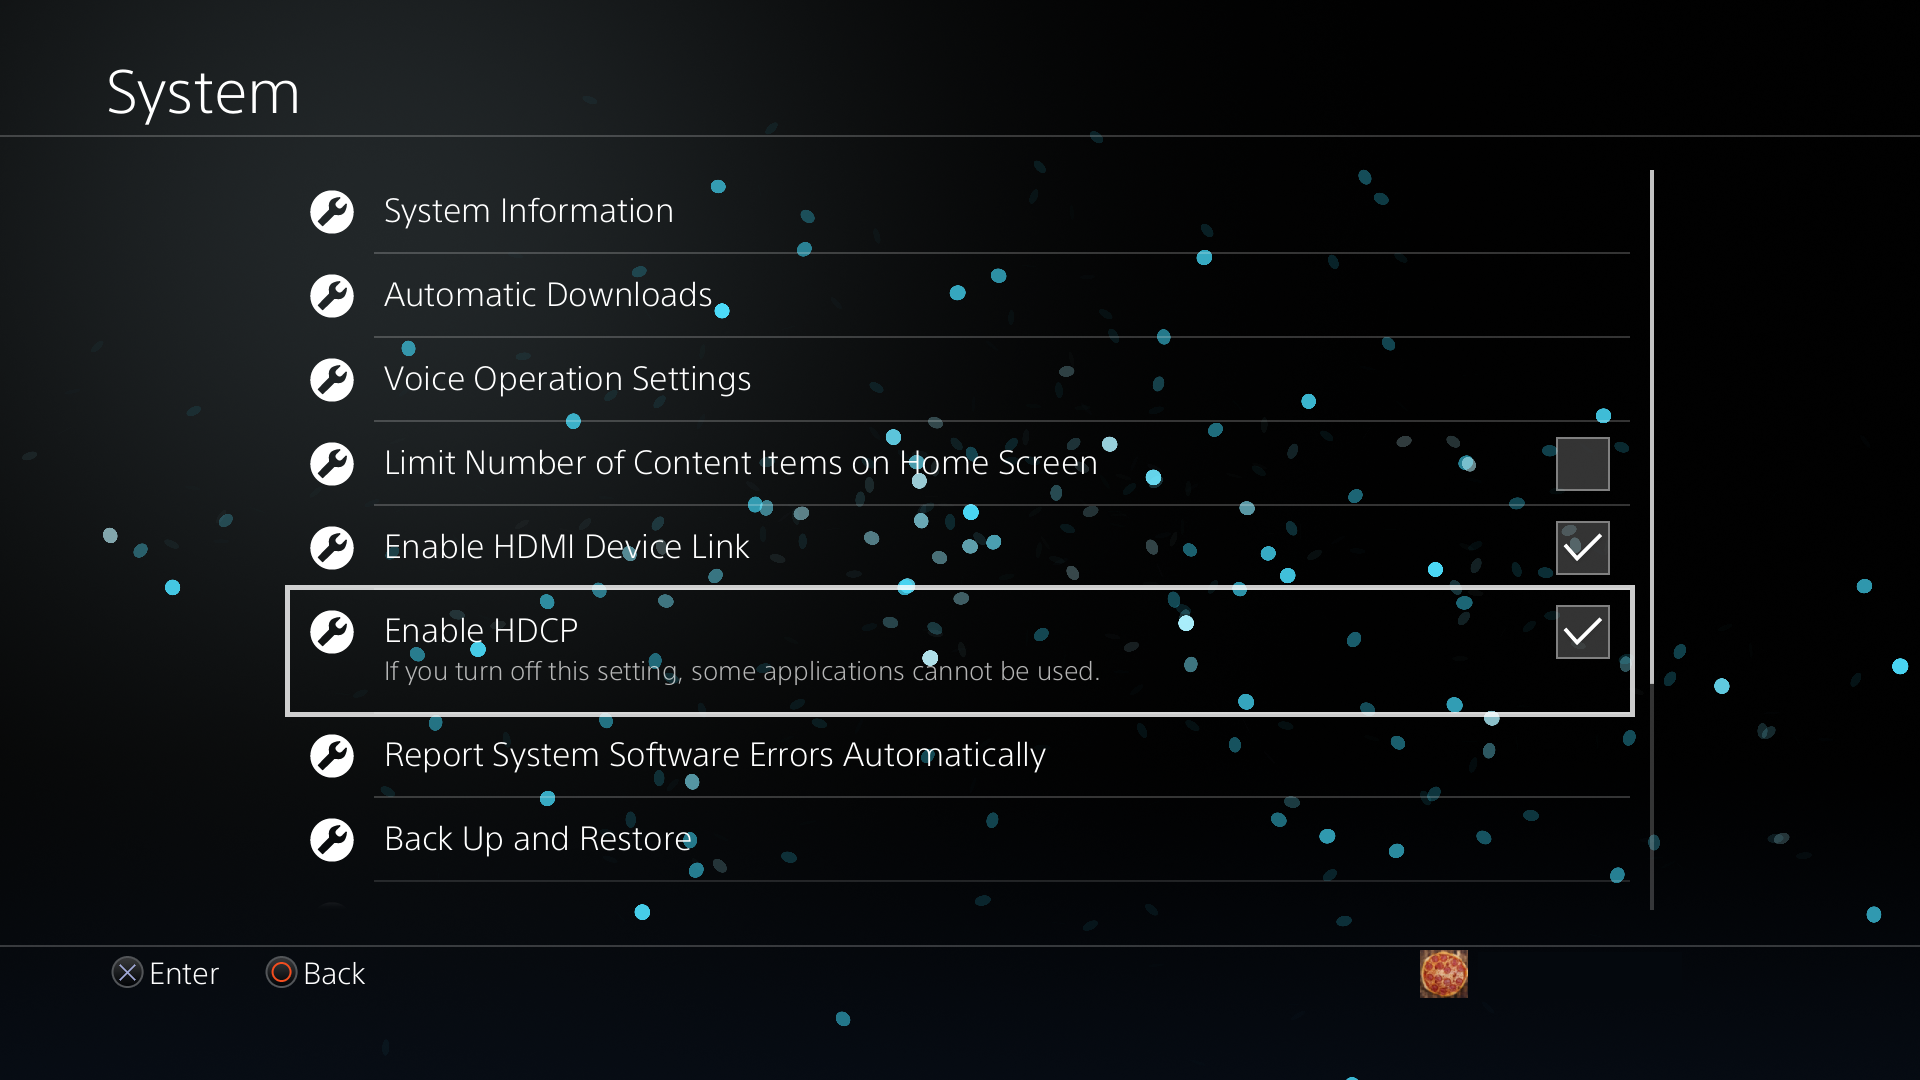 System
System Information
Automatic Downloads
Voice Operation Settings
Limit Number of Content Items on Home Screen
Enable HDMI Device Link
Enable HDCP
If you turn off this setting, some applications cannot be used.
Report System Software Errors Automatically
Back Up and Restore
Enter Back